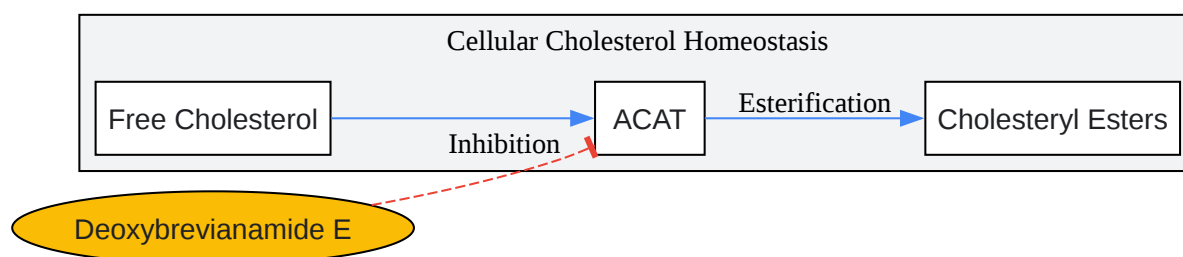 Cellular Cholesterol Homeostasis
Free Cholesterol
ACAT
Esterification
Cholesteryl Esters
Inhibition
Deoxybrevianamide E